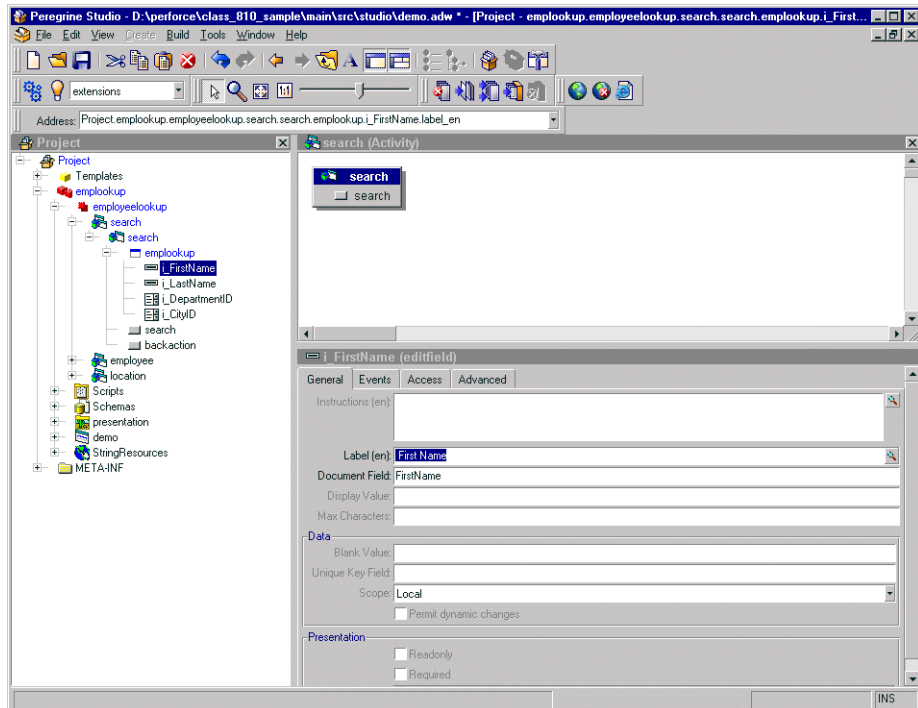 Peregrine Studio - D:\perforce\class_810_sample\main\src\studio\demo.adw * - [Project - emplookup.employeelookup.search.search.emplookup.i_First...
File Edit View Create Build Tools Window Help
A
1:1
extensions
Address: Project.emplookup.employeelookup.search.search.emplookup.i_FirstName.label_en
Project
search (Activity)
Project
Templates
emplookup
employeelookup
search
search
emplookup
i_FirstName
i_LastName
i_DepartmentID
i_CityID
search
backaction
employee
location
Scripts
Schemas
presentation
demo
StringResources
META-INF
search
search
i_FirstName (editfield)
General Events Access Advanced
Instructions (en):
Label (en): First Name
Document Field: FirstName
Display Value:
Max Characters:
Data
Blank Value:
Unique Key Field:
Scope: Local
Permit dynamic changes
Presentation
Readonly
Required
INS